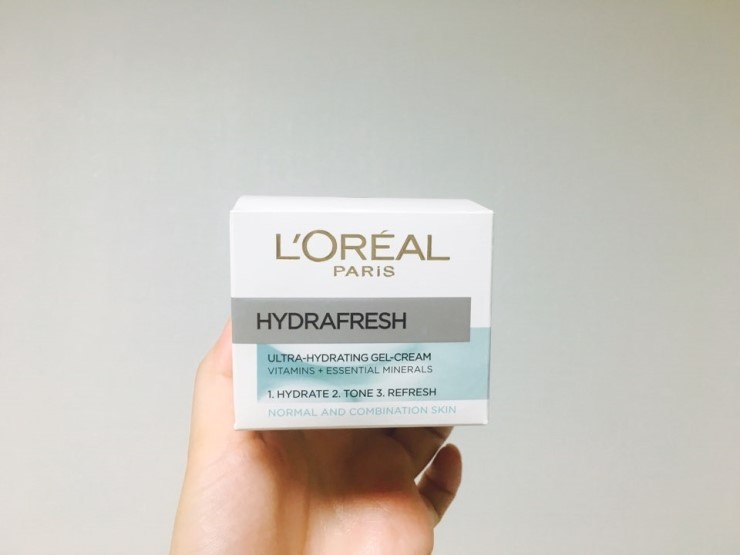 L'ORÉAL
PARiS
HYDRAFRESH
ULTRA-HYDRATING GEL-CREAM
VITAMINS + ESSENTIAL MINERALS
1. HYDRATE 2. TONE 3. REFRESH
NORMAL AND COMBINATION SKIN